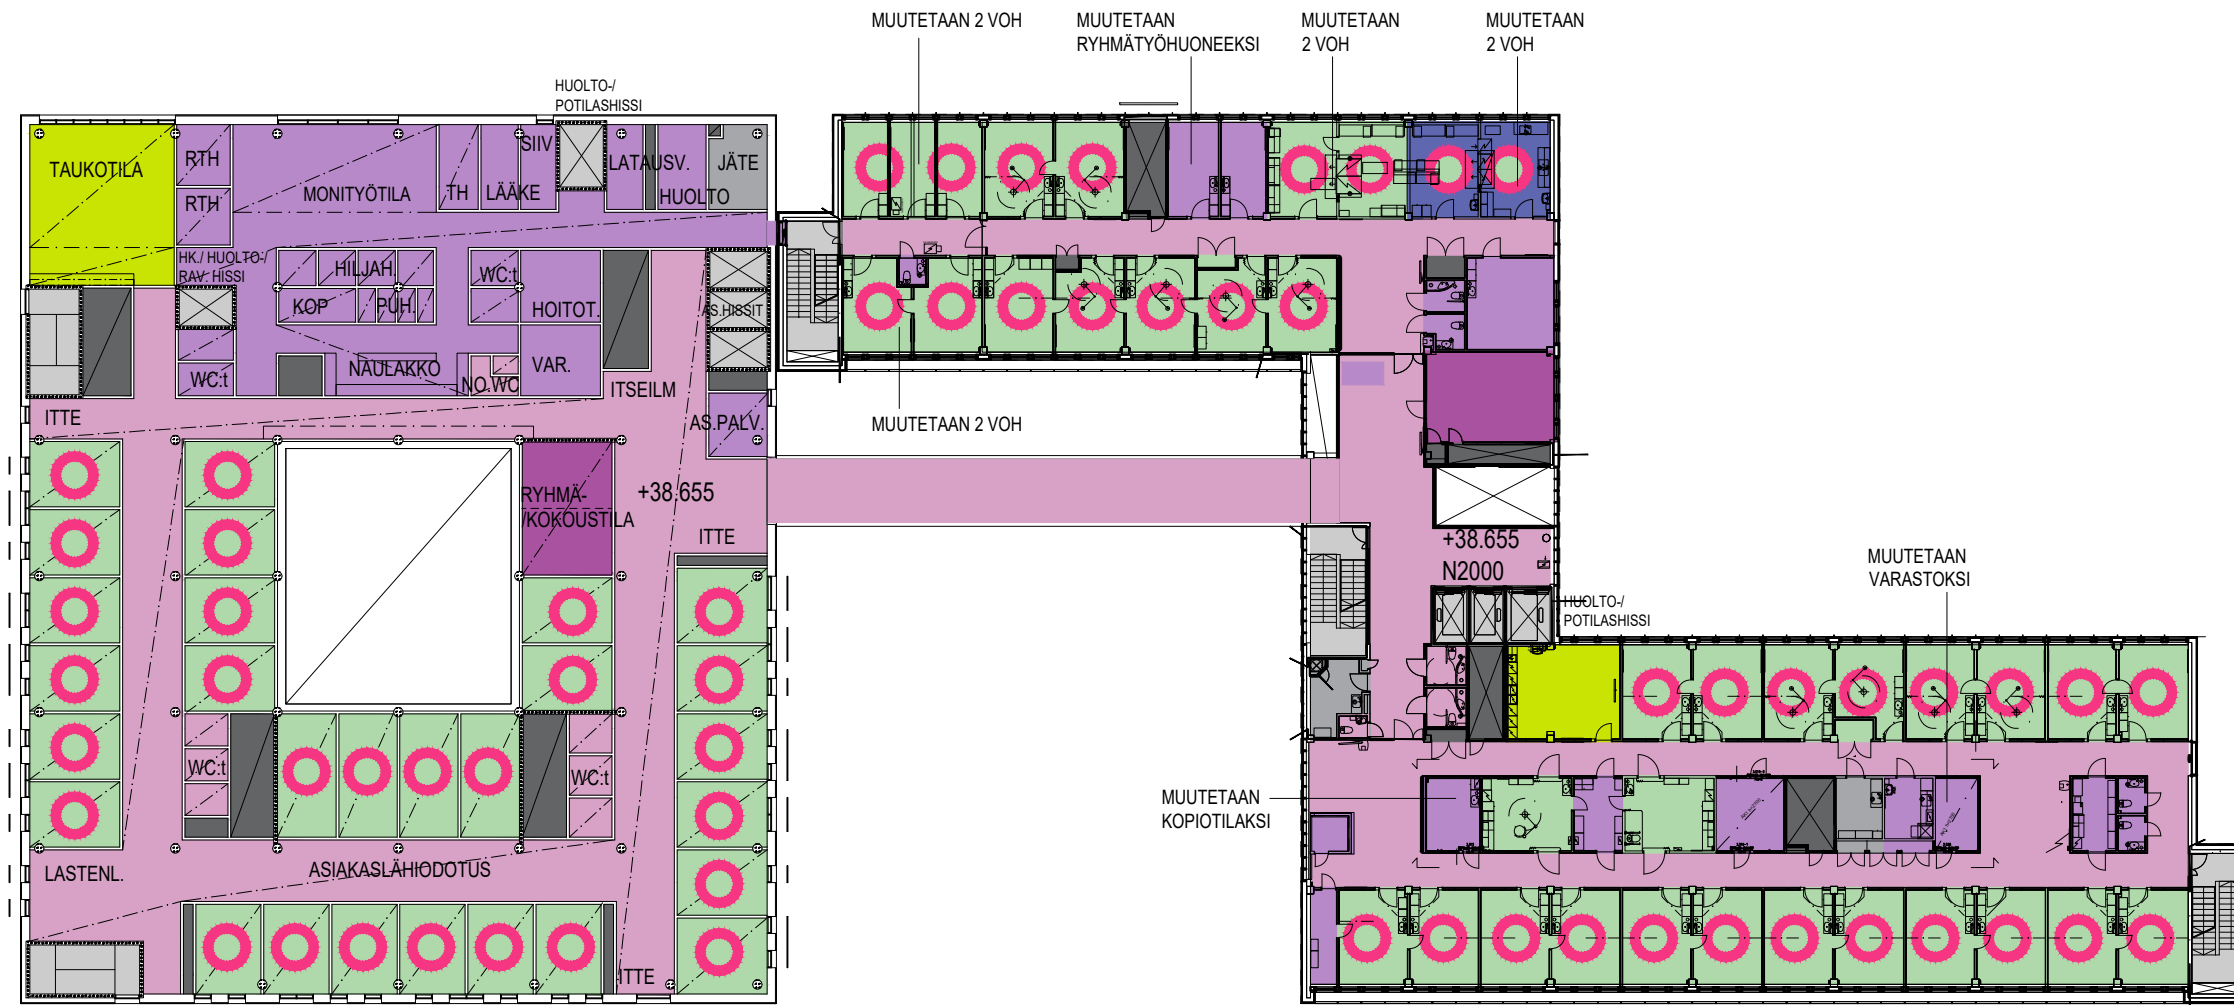 MUUTETAAN 2 VOH
MUUTETAAN
RYHMÄTYÖHUONEEKSI
MUUTETAAN
2 VOH
MUUTETAAN
2 VOH
HUOLTO-/
POTILASHISSI
TAUKOTILA
RTH
RTH
MONITYÖTILA
TH
LÄÄKE
SIIV
LATAUSV.
HUOLTO
JÄTE
HK./ HUOLTO-/
RAV. HISSI
HILJAH.
KOP
PUH.
WC:t
HOITOT.
AS.HISSIT
WC:t
NAULAKKO
NO.WC
VAR.
ITSEILM
ITTE
AS.PALV.
MUUTETAAN 2 VOH
RYHMÄ-
/KOKOUSTILA
+38.655
ITTE
+38.655
N2000
MUUTETAAN
VARASTOKSI
HUOLTO-/
POTILASHISSI
WC:t
WC:t
MUUTETAAN
KOPIOTILAKSI
LASTENL.
ASIAKASLÄHIODOTUS
ITTE